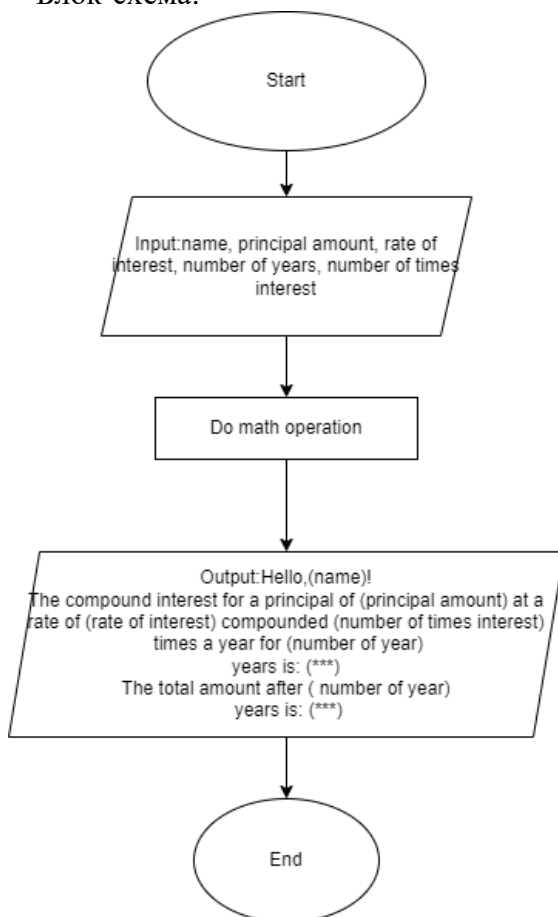 Блок-схема:
Start
Input:name, principal amount, rate of
interest, number of years, number of times
interest
Do math operation
Output:Hello,(name)!
The compound interest for a principal of (principal amount) at a
rate of (rate of interest) compounded (number of times interest)
times a year for (number of year)
years is: (***)
The total amount after ( number of year)
years is: (***)
End